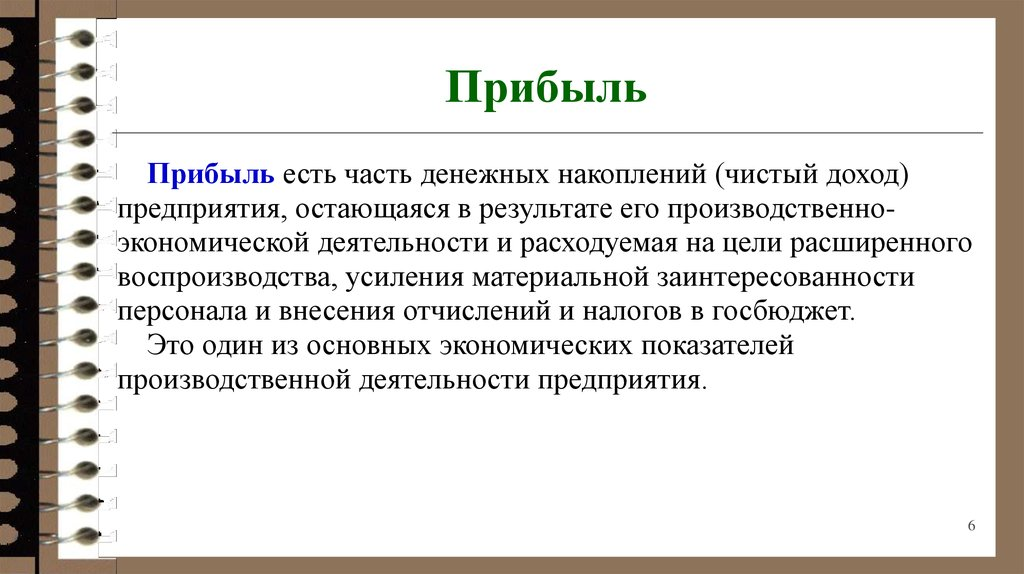 Прибыль
Прибыль есть часть денежных накоплений (чистый доход)
предприятия, остающаяся в результате его производственно-
экономической деятельности и расходуемая на цели расширенного
воспроизводства, усиления материальной заинтересованности
персонала и внесения отчислений и налогов в госбюджет.
Это один из основных экономических показателей
производственной деятельности предприятия.
6